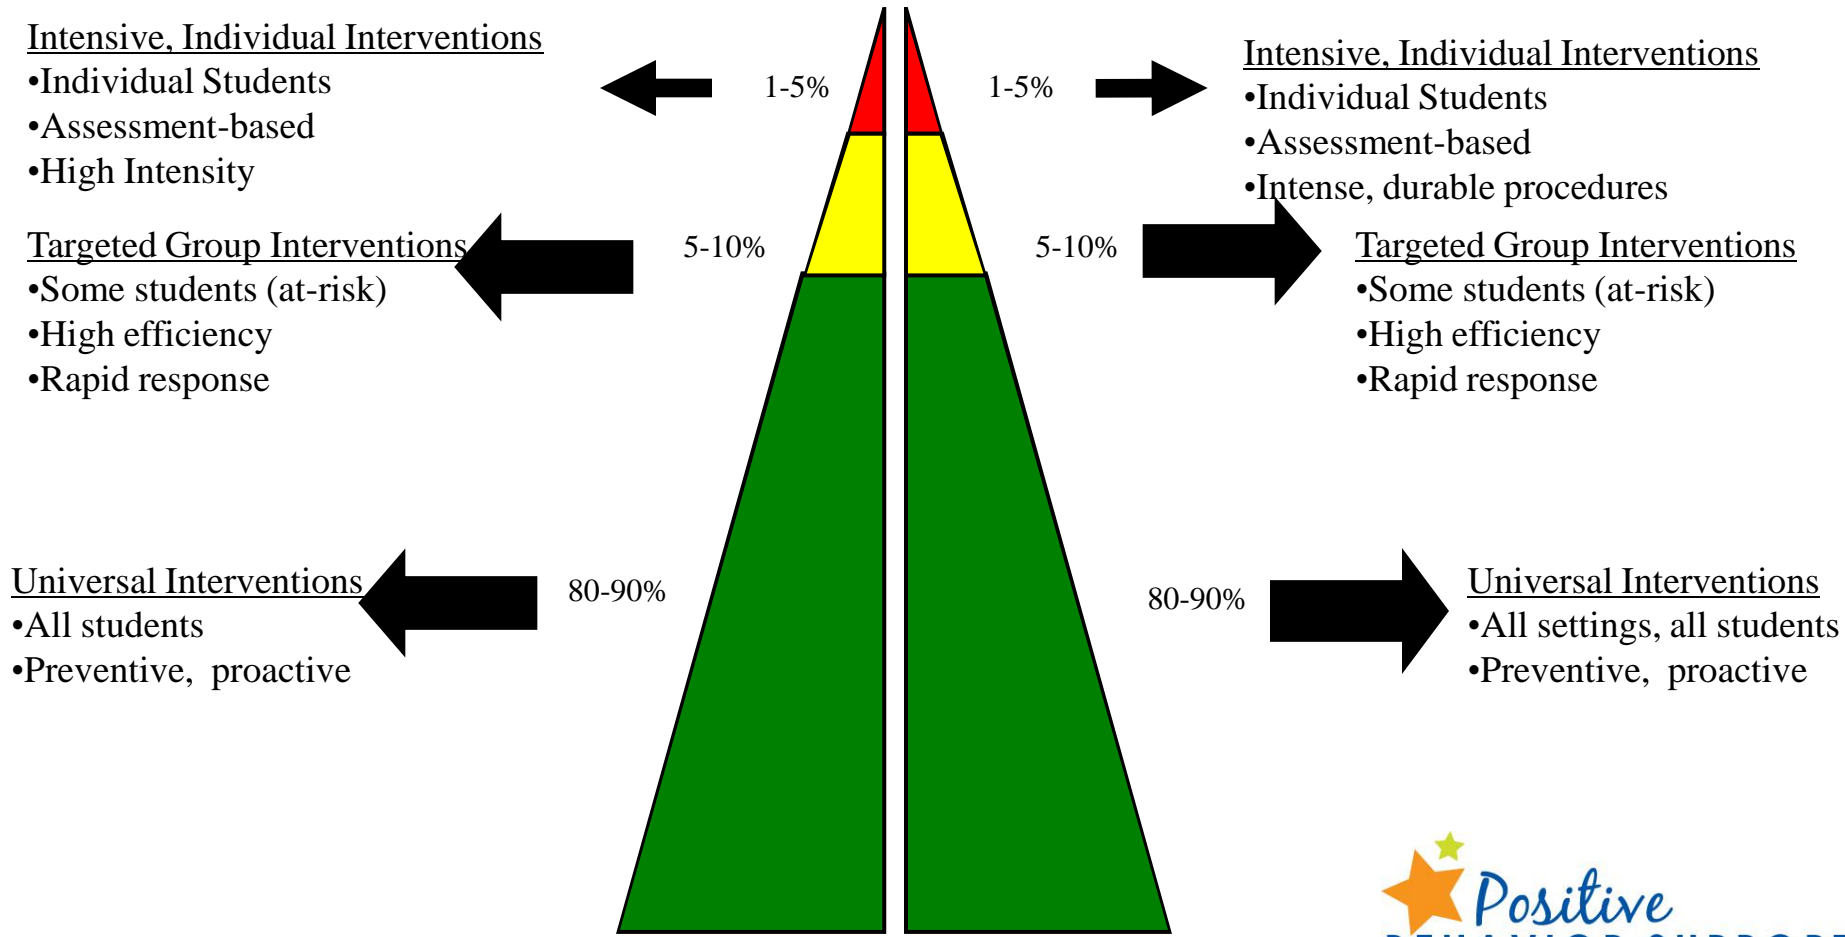 Intensive, Individual Interventions
•Individual Students
•Assessment-based
•High Intensity
1-5%
Targeted Group Interventions
•Some students (at-risk)
•High efficiency
•Rapid response
5-10%
Universal Interventions
•All students
•Preventive, proactive
80-90%
1-5%
Intensive, Individual Interventions
•Individual Students
•Assessment-based
•Intense, durable procedures
5-10%
Targeted Group Interventions
•Some students (at-risk)
•High efficiency
•Rapid response
80-90%
Universal Interventions
•All settings, all students
•Preventive, proactive
Positive
BEHAVIOR SUPPORT